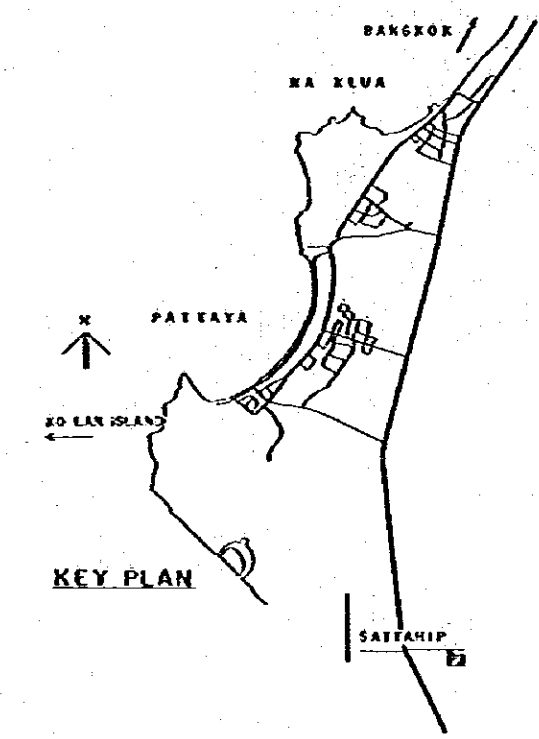 BANGKOK
NA KLUA
N
PATTAYA
KO LAN ISLAND
KEY PLAN
SATTAHIP